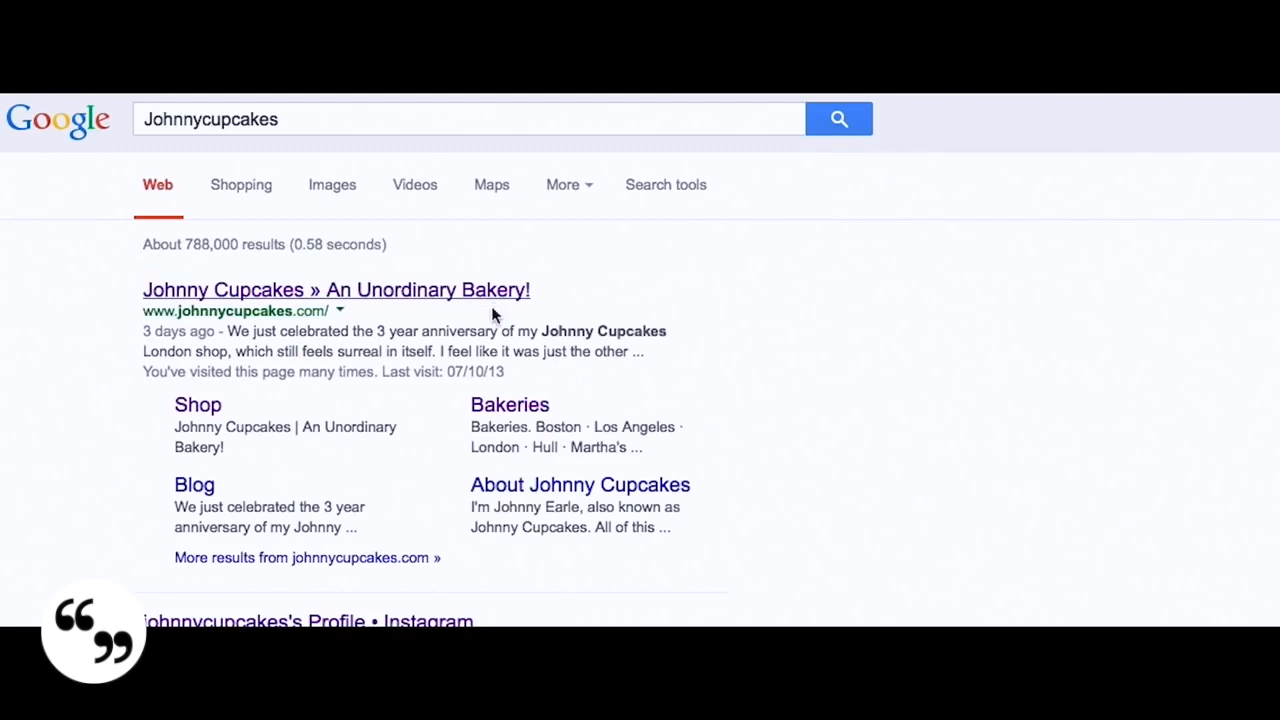 Google
Johnnycupcakes
Web Shopping Images Videos Maps More Search tools
About 788,000 results (0.58 seconds)
Johnny Cupcakes » An Unordinary Bakery!
www.johnnycupcakes.com/
3 days ago - We just celebrated the 3 year anniversary of my Johnny Cupcakes
London shop, which still feels surreal in itself. I feel like it was just the other ...
You've visited this page many times. Last visit: 07/10/13
Shop
Johnny Cupcakes | An Unordinary
Bakery!
Bakeries
Bakeries. Boston · Los Angeles ·
London · Hull · Martha's ...
Blog
We just celebrated the 3 year
anniversary of my Johnny ...
About Johnny Cupcakes
I'm Johnny Earle, also known as
Johnny Cupcakes. All of this ...
More results from johnnycupcakes.com »
johnnycupcakes's Profile • Instagram